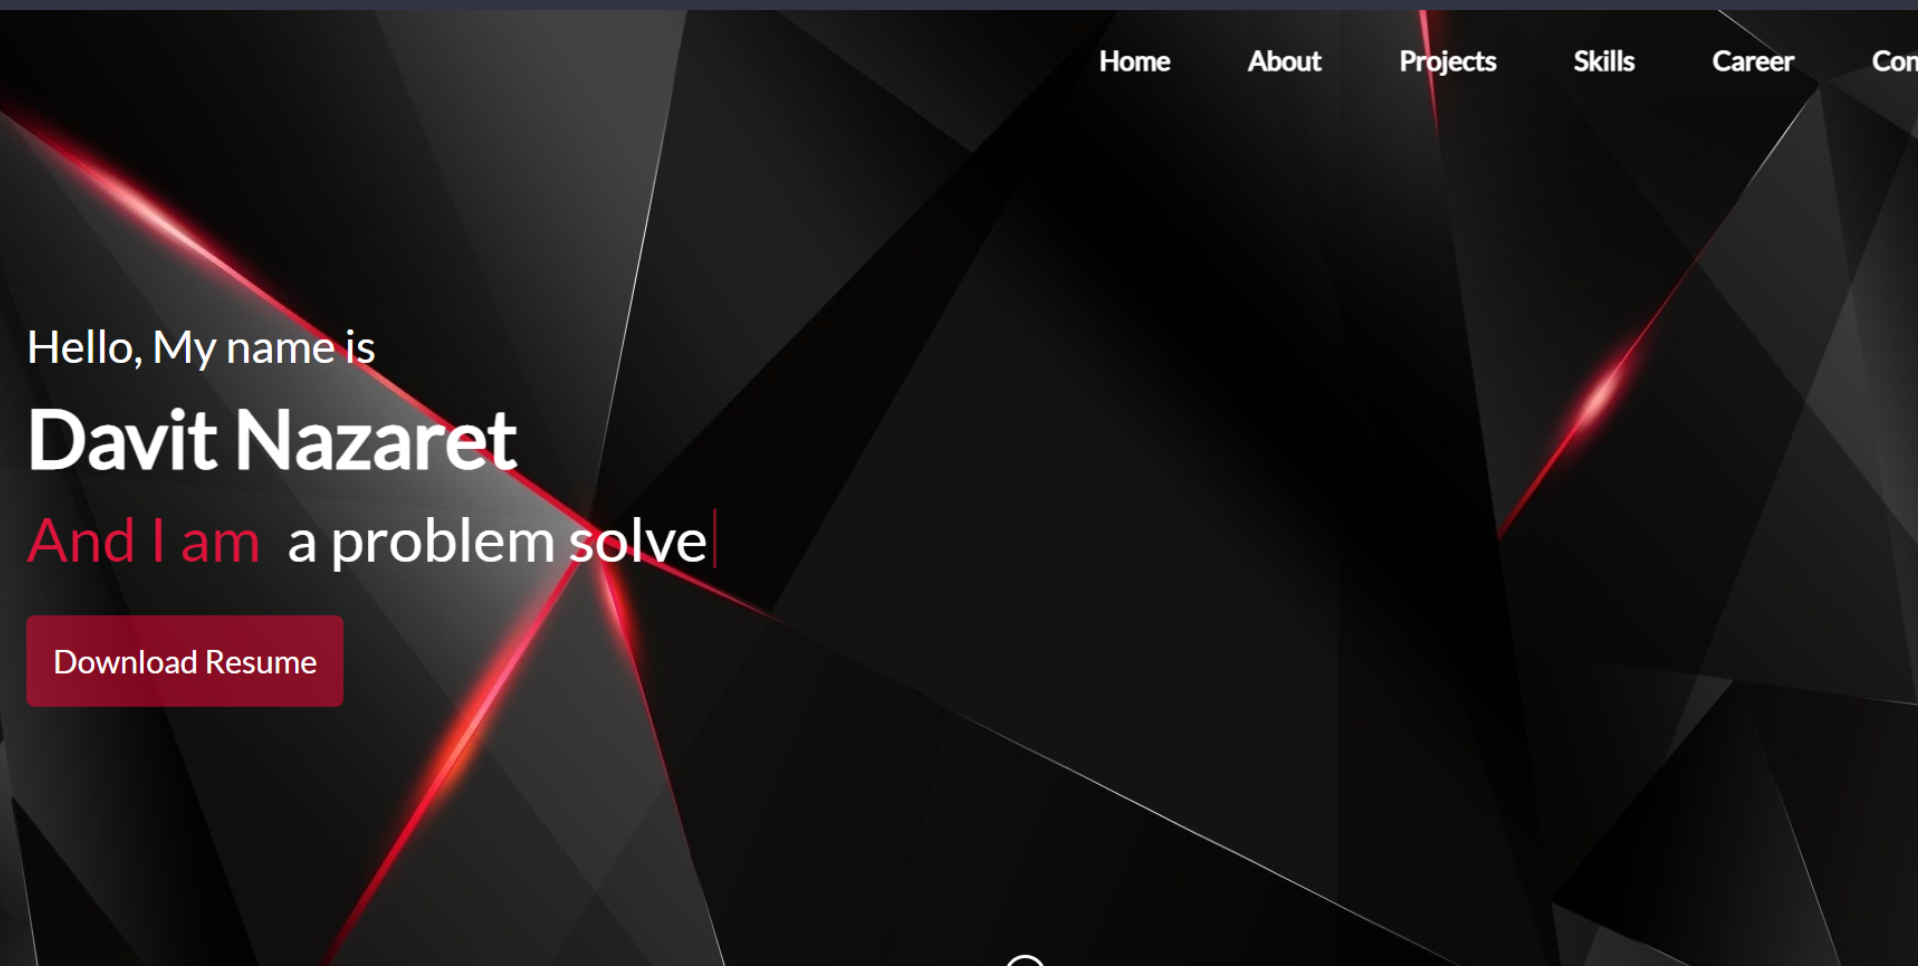 Home About Projects Skills Career Con
Hello, My name is
Davit Nazaret
And I am a problem solve
Download Resume